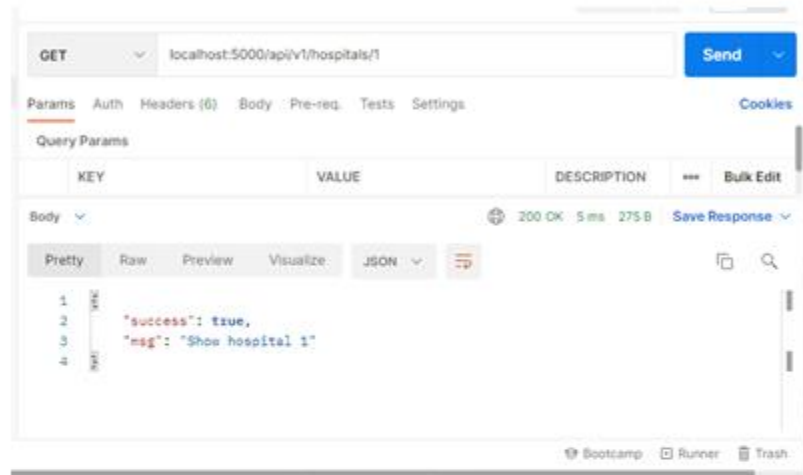 GET localhost:5000/api/v1/hospitals/1 Send
Params Auth Headers (6) Body Pre-req. Tests Settings Cookies
Query Params
KEY VALUE DESCRIPTION ••• Bulk Edit
Body 200 OK 5 ms 275 B Save Response
Pretty Raw Preview Visualize JSON
1 {
2 "success": true,
3 "msg": "Show hospital 1"
4 }
Bootcamp Runner Trash